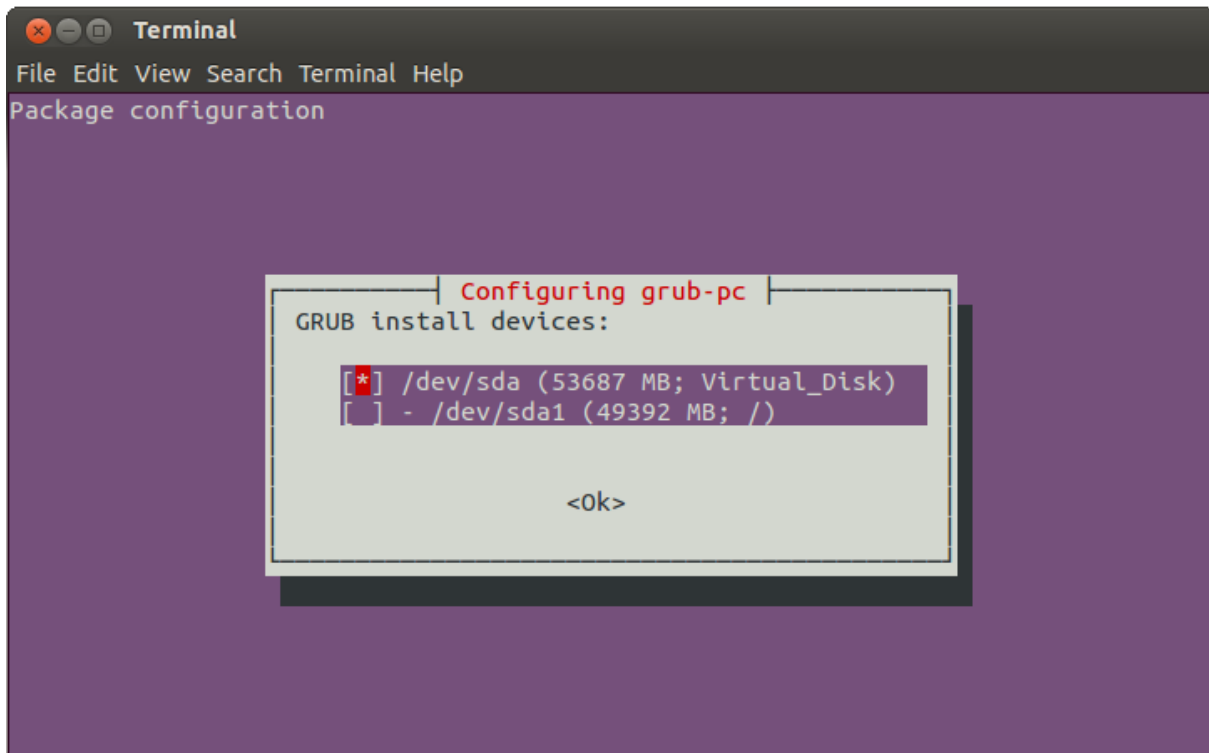 Terminal
File Edit View Search Terminal Help
Package configuration
Configuring grub-pc
GRUB install devices:
[*] /dev/sda (53687 MB; Virtual_Disk)
[ ] - /dev/sda1 (49392 MB; /)
<Ok>